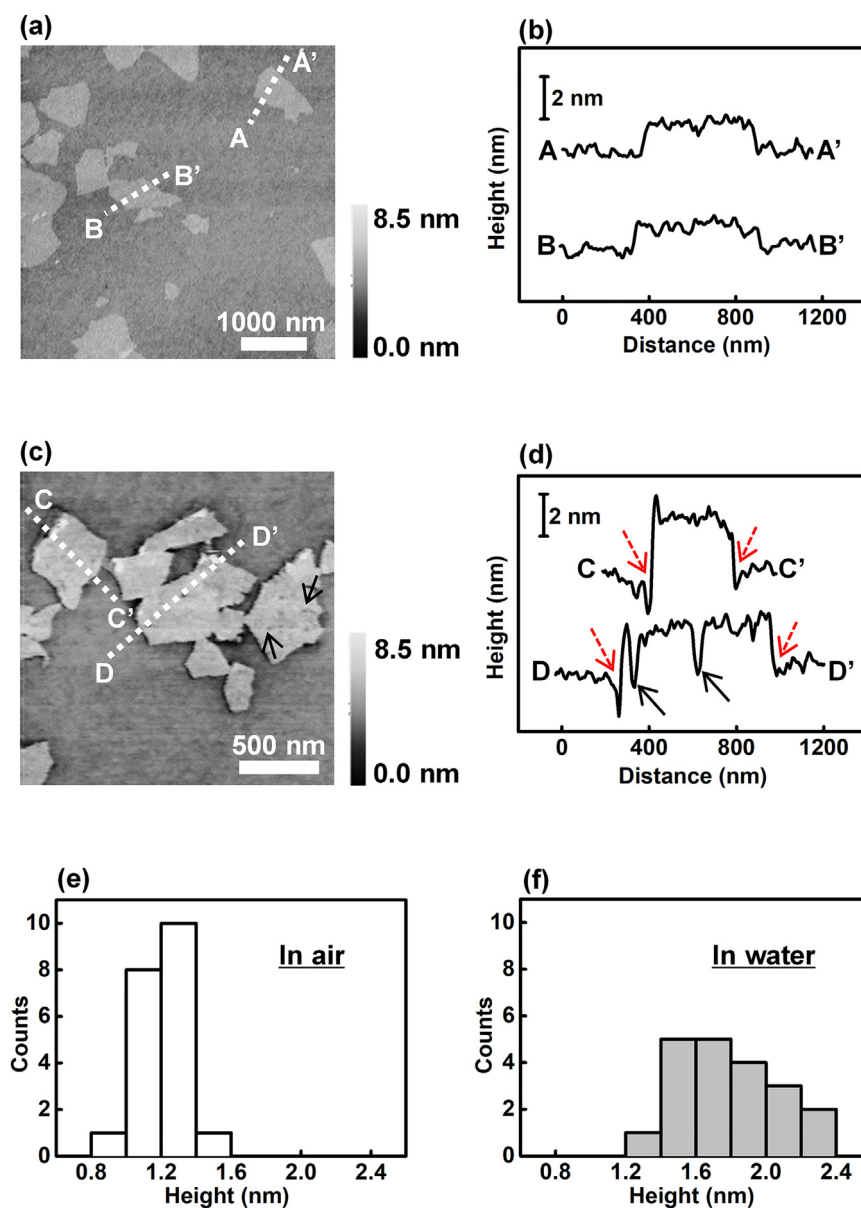 (a)
A'
A
B'
B
1000 nm
8.5 nm
0.0 nm
(b)
2 nm
A
A'
B
B'
Height (nm)
0 400 800 1200
Distance (nm)
(c)
C
D'
C'
D
500 nm
8.5 nm
0.0 nm
(d)
2 nm
C
C'
D
D'
Height (nm)
0 400 800 1200
Distance (nm)
(e)
In air
Counts
10
8
6
4
2
0
0.8 1.2 1.6 2.0 2.4
Height (nm)
(f)
In water
Counts
10
8
6
4
2
0
0.8 1.2 1.6 2.0 2.4
Height (nm)